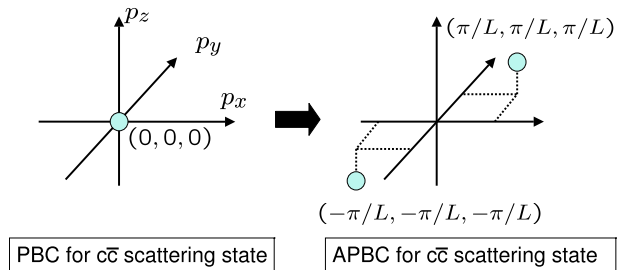 p_z
p_y
p_x
(0, 0, 0)
(π/L, π/L, π/L)
(−π/L, −π/L, −π/L)
PBC for cc̅ scattering state
APBC for cc̅ scattering state